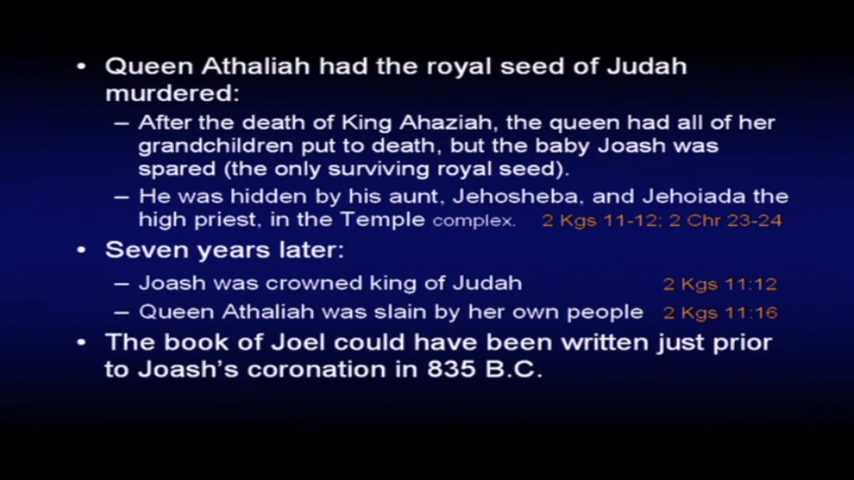 • Queen Athaliah had the royal seed of Judah
murdered:
– After the death of King Ahaziah, the queen had all of her
grandchildren put to death, but the baby Joash was
spared (the only surviving royal seed).
– He was hidden by his aunt, Jehosheba, and Jehoiada the
high priest, in the Temple complex. 2 Kgs 11-12; 2 Chr 23-24
• Seven years later:
– Joash was crowned king of Judah 2 Kgs 11:12
– Queen Athaliah was slain by her own people 2 Kgs 11:16
• The book of Joel could have been written just prior
to Joash's coronation in 835 B.C.